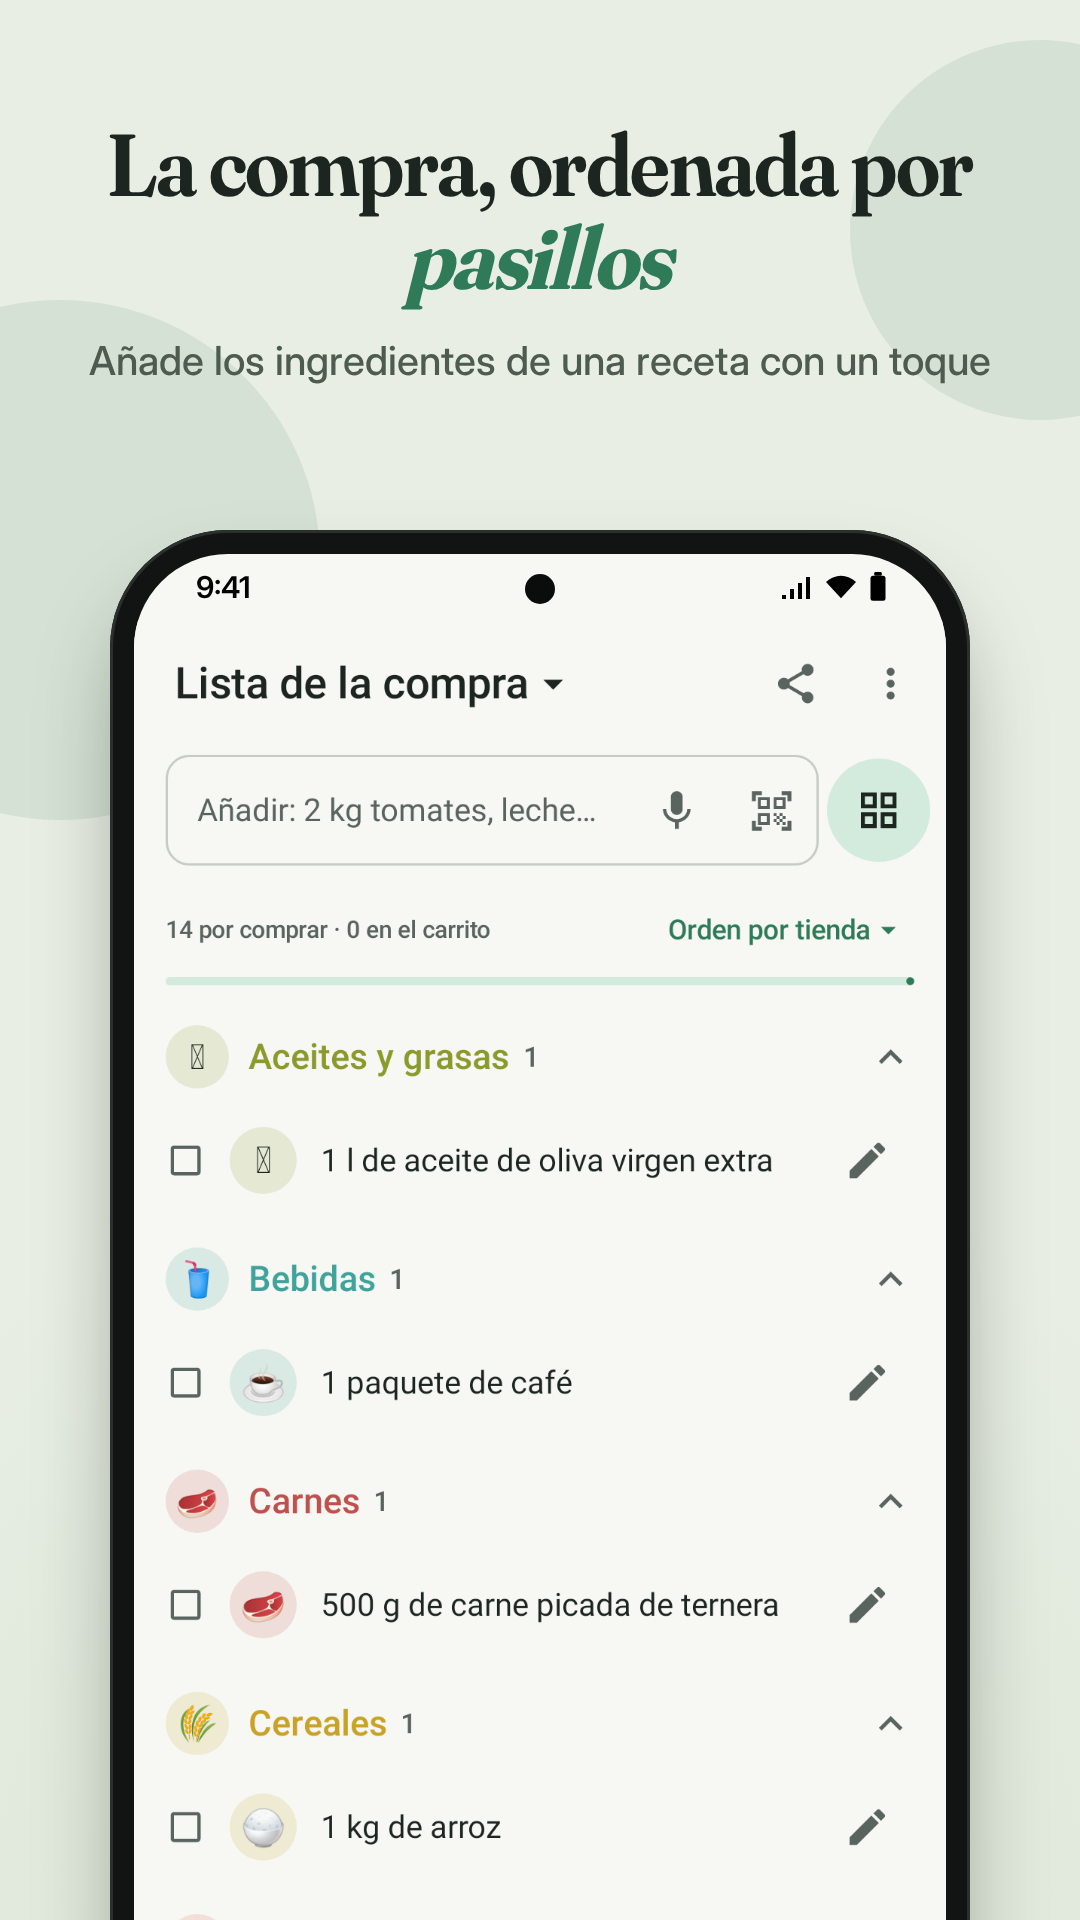 La compra, ordenada por
pasillos
Añade los ingredientes de una receta con un toque
9:41
Lista de la compra
Añadir: 2 kg tomates, leche…
14 por comprar · 0 en el carrito
Orden por tienda
Aceites y grasas 1
1 l de aceite de oliva virgen extra
Bebidas 1
1 paquete de café
Carnes 1
500 g de carne picada de ternera
Cereales 1
1 kg de arroz